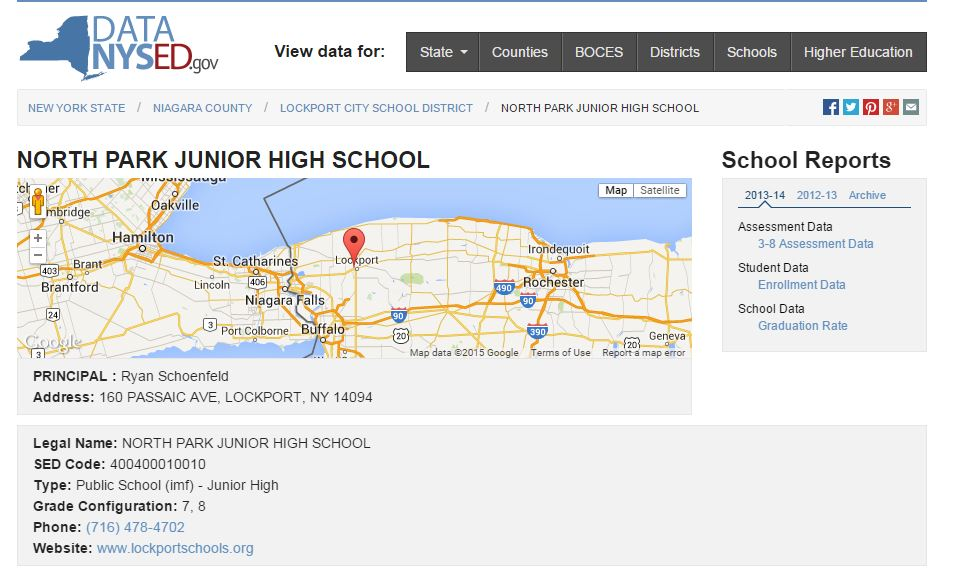 DATA
NYSED.gov
View data for:
State
Counties
BOCES
Districts
Schools
Higher Education
NEW YORK STATE / NIAGARA COUNTY / LOCKPORT CITY SCHOOL DISTRICT / NORTH PARK JUNIOR HIGH SCHOOL
NORTH PARK JUNIOR HIGH SCHOOL
Mississauga
Oakville
Hamilton
Brant
403
Brantford
24
3
St. Catharines
406
Lincoln
Niagara Falls
3
Port Colborne
Buffalo
Lockport
90
20
490
90
390
Irondequoit
Rochester
20
Geneva
Map
Satellite
Google
3
Map data ©2015 Google
Terms of Use
Report a map error
PRINCIPAL : Ryan Schoenfeld
Address: 160 PASSAIC AVE, LOCKPORT, NY 14094
School Reports
2013-14 2012-13 Archive
Assessment Data
3-8 Assessment Data
Student Data
Enrollment Data
School Data
Graduation Rate
Legal Name: NORTH PARK JUNIOR HIGH SCHOOL
SED Code: 400400010010
Type: Public School (imf) - Junior High
Grade Configuration: 7, 8
Phone: (716) 478-4702
Website: www.lockportschools.org